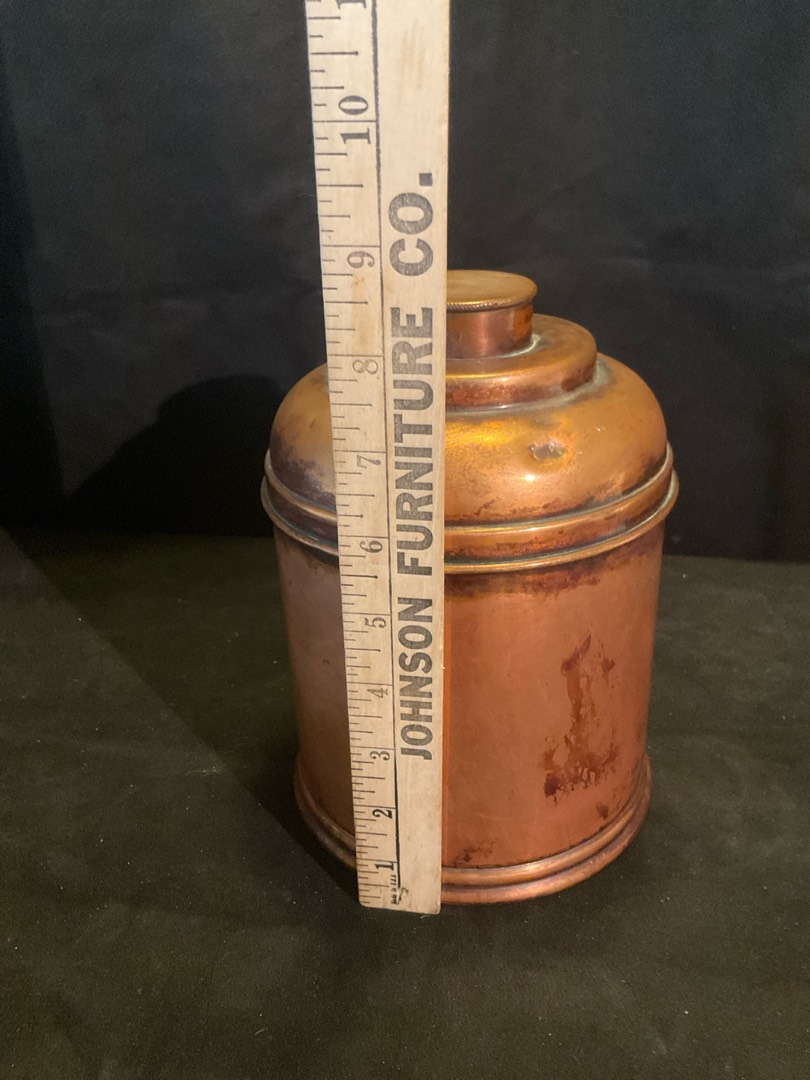 JOHNSON FURNITURE CO.
1 2 3 4 5 6 7 8 9 10